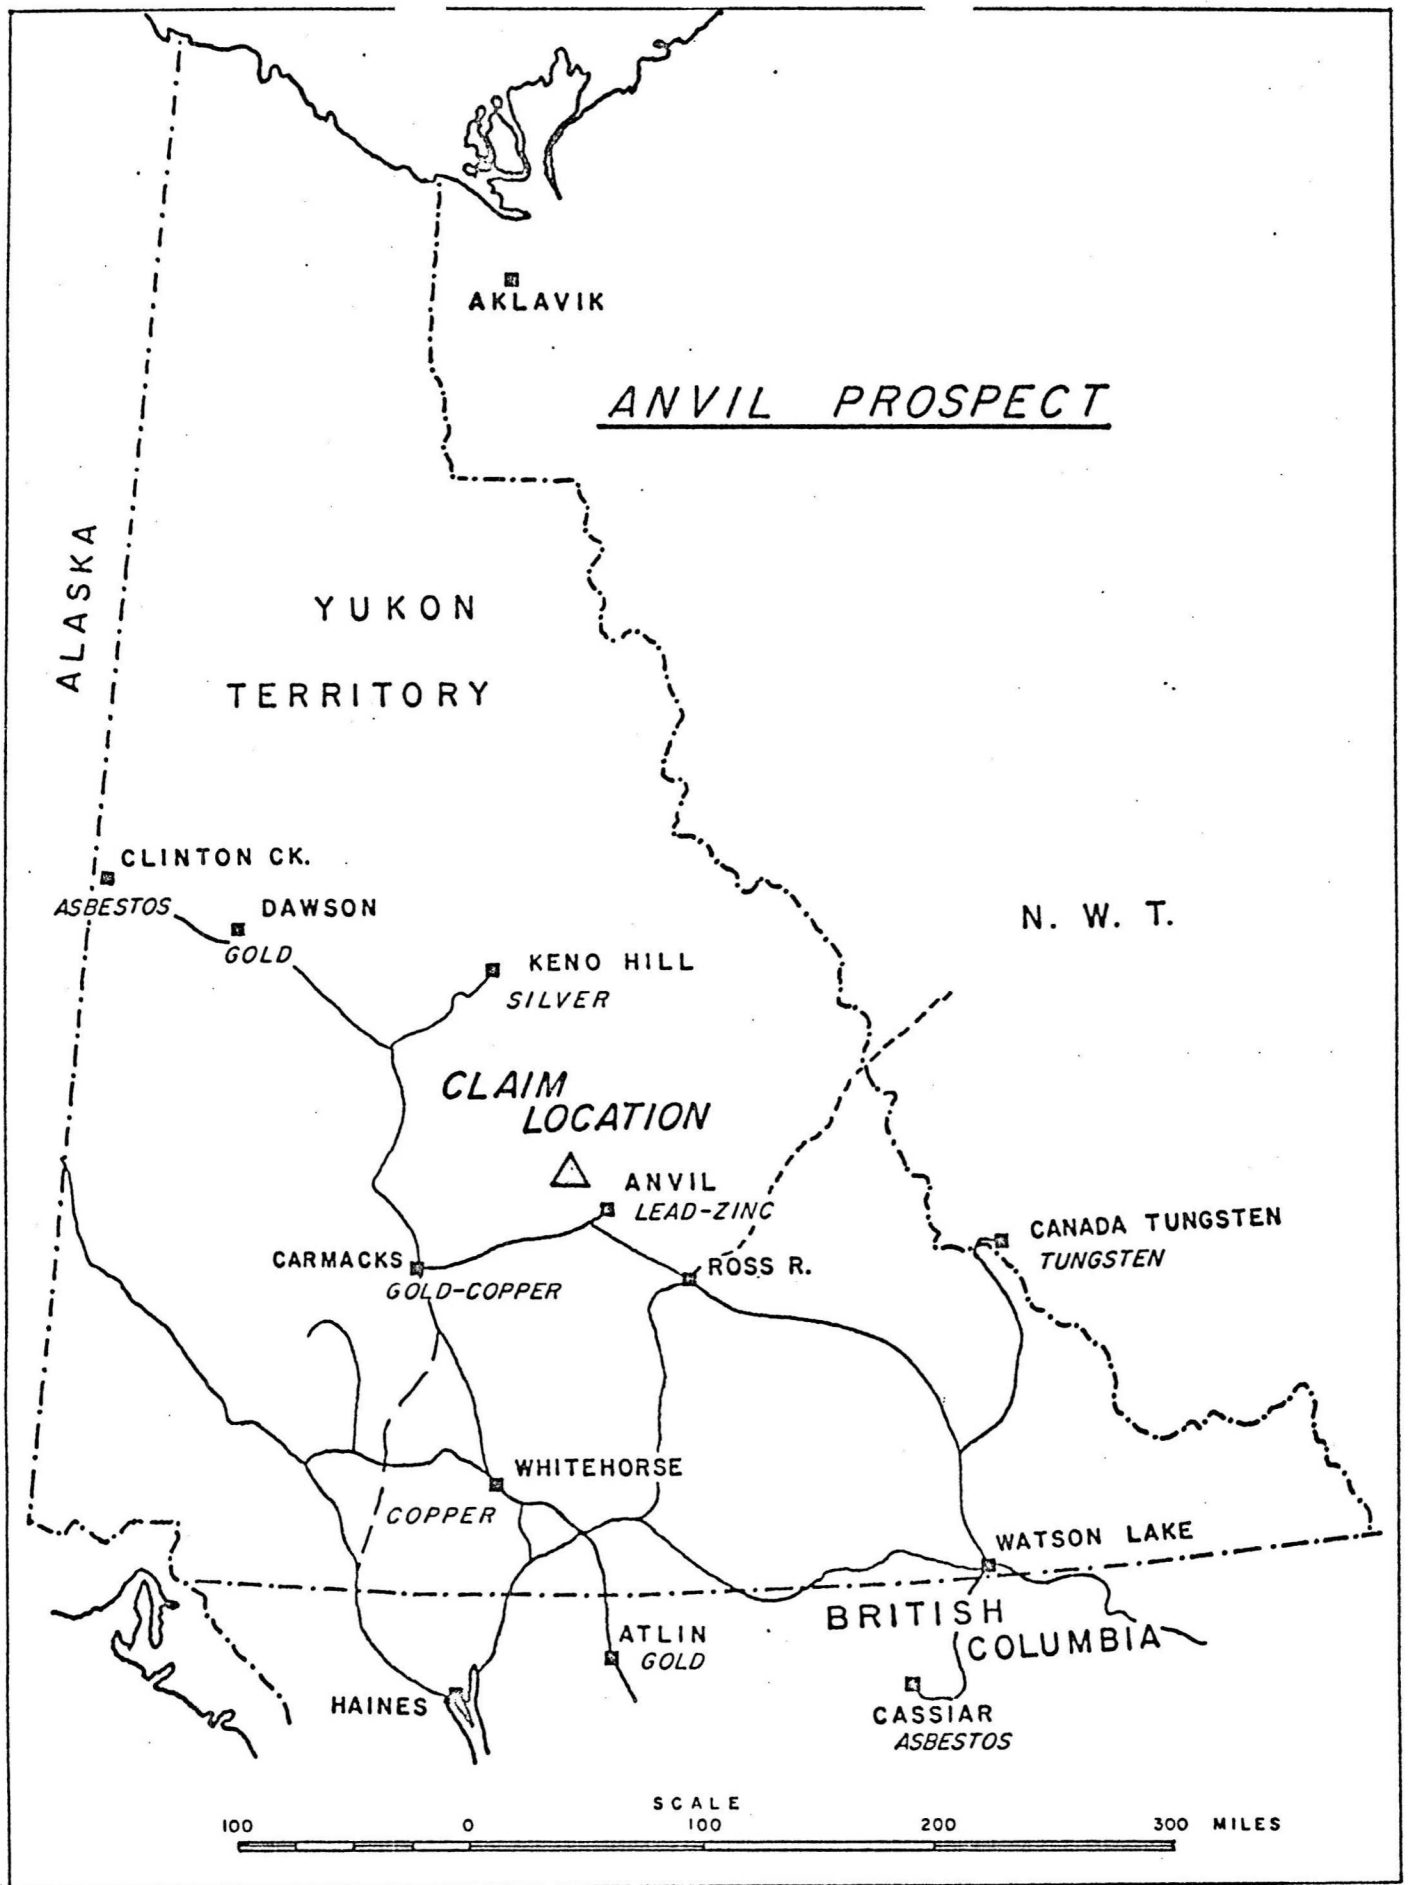 AKLAVIK
ANVIL PROSPECT
ALASKA
YUKON
TERRITORY
CLINTON CK.
ASBESTOS
DAWSON
GOLD
N. W. T.
KENO HILL
SILVER
CLAIM
LOCATION
ANVIL
LEAD-ZINC
CANADA TUNGSTEN
TUNGSTEN
CARMACKS
GOLD-COPPER
ROSS R.
WHITEHORSE
COPPER
WATSON LAKE
BRITISH
COLUMBIA
ATLIN
GOLD
HAINES
CASSIAR
ASBESTOS
SCALE
100 0 100 200 300 MILES